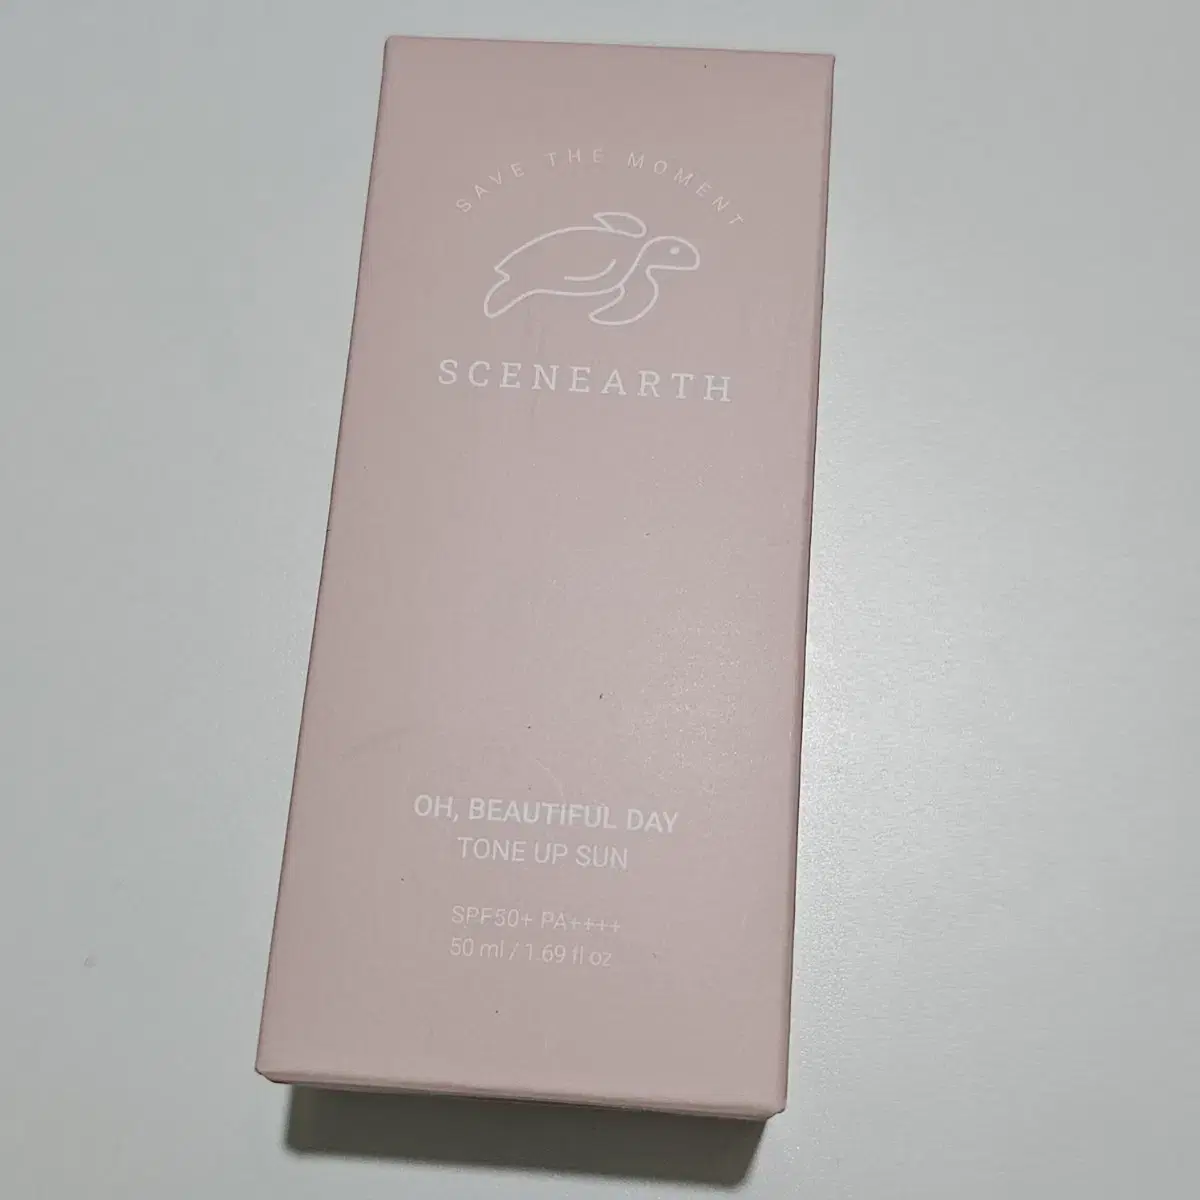 SAVE THE MOMENT
SCENEARTH
OH, BEAUTIFUL DAY
TONE UP SUN
SPF50+ PA++++
50 ml / 1.69 fl oz